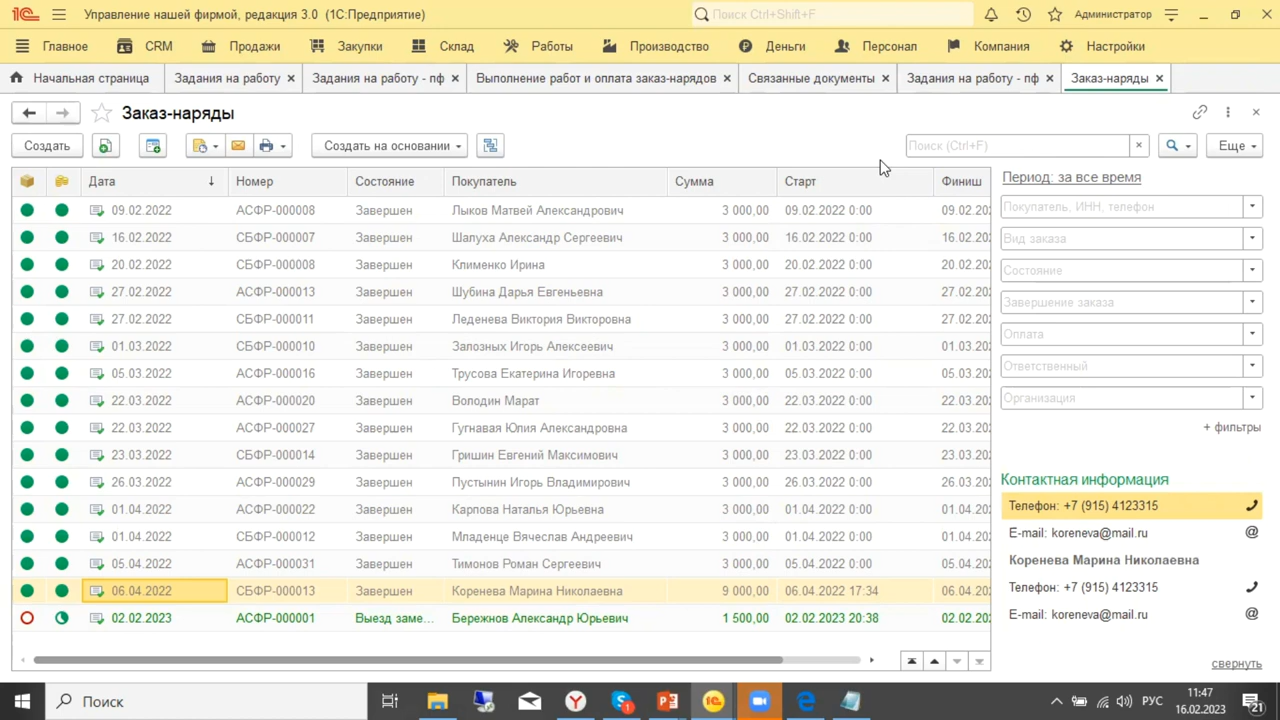 1С Управление нашей фирмой, редакция 3.0 (1С:Предприятие) Поиск Ctrl+Shift+F Администратор
Главное CRM Продажи Закупки Склад Работы Производство Деньги Персонал Компания Настройки
Начальная страница Задания на работу × Задания на работу - пф × Выполнение работ и оплата заказ-нарядов × Связанные документы × Задания на работу - пф × Заказ-наряды ×
Заказ-наряды
Создать Создать на основании Поиск (Ctrl+F) × Еще
Дата ↓ Номер Состояние Покупатель Сумма Старт Финиш
09.02.2022 АСФР-000008 Завершен Лыков Матвей Александрович 3 000,00 09.02.2022 0:00 09.02.202
16.02.2022 СБФР-000007 Завершен Шалуха Александр Сергеевич 3 000,00 16.02.2022 0:00 16.02.202
20.02.2022 СБФР-000008 Завершен Клименко Ирина 3 000,00 20.02.2022 0:00 20.02.202
27.02.2022 АСФР-000013 Завершен Шубина Дарья Евгеньевна 3 000,00 27.02.2022 0:00 27.02.202
27.02.2022 СБФР-000011 Завершен Леденева Виктория Викторовна 3 000,00 27.02.2022 0:00 27.02.202
01.03.2022 СБФР-000010 Завершен Залозных Игорь Алексеевич 3 000,00 01.03.2022 0:00 01.03.202
05.03.2022 АСФР-000016 Завершен Трусова Екатерина Игоревна 3 000,00 05.03.2022 0:00 05.03.202
22.03.2022 АСФР-000020 Завершен Володин Марат 3 000,00 22.03.2022 0:00 22.03.202
22.03.2022 АСФР-000027 Завершен Гугнавая Юлия Александровна 3 000,00 22.03.2022 0:00 22.03.202
23.03.2022 АСФР-000014 Завершен Гришин Евгений Максимович 3 000,00 23.03.2022 0:00 23.03.202
26.03.2022 АСФР-000029 Завершен Пустынин Игорь Владимирович 3 000,00 26.03.2022 0:00 26.03.202
01.04.2022 АСФР-000022 Завершен Карпова Наталья Юрьевна 3 000,00 01.04.2022 0:00 01.04.202
01.04.2022 СБФР-000012 Завершен Младенце Вячеслав Андреевич 3 000,00 01.04.2022 0:00 01.04.202
05.04.2022 АСФР-000031 Завершен Тимонов Роман Сергеевич 3 000,00 05.04.2022 0:00 05.04.202
06.04.2022 СБФР-000013 Завершен Коренева Марина Николаевна 9 000,00 06.04.2022 17:34 06.04.202
02.02.2023 АСФР-000001 Выезд заме... Бережнов Александр Юрьевич 1 500,00 02.02.2023 20:38 02.02.202
Период: за все время
Покупатель, ИНН, телефон
Вид заказа
Состояние
Завершение заказа
Оплата
Ответственный
Организация
+ фильтры
Контактная информация
Телефон: +7 (915) 4123315
E-mail: koreneva@mail.ru @
Коренева Марина Николаевна
Телефон: +7 (915) 4123315
E-mail: koreneva@mail.ru @
свернуть
Поиск РУС 11:47
16.02.2023 21